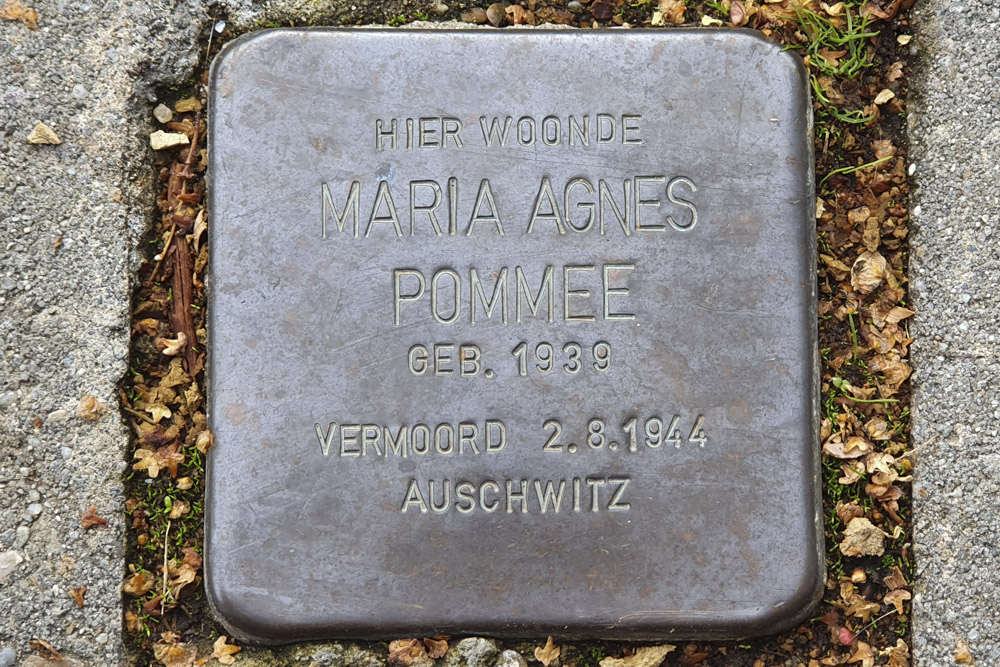 HIER WOONDE
MARIA AGNES
POMMEE
GEB. 1939
VERMOORD 2.8.1944
AUSCHWITZ